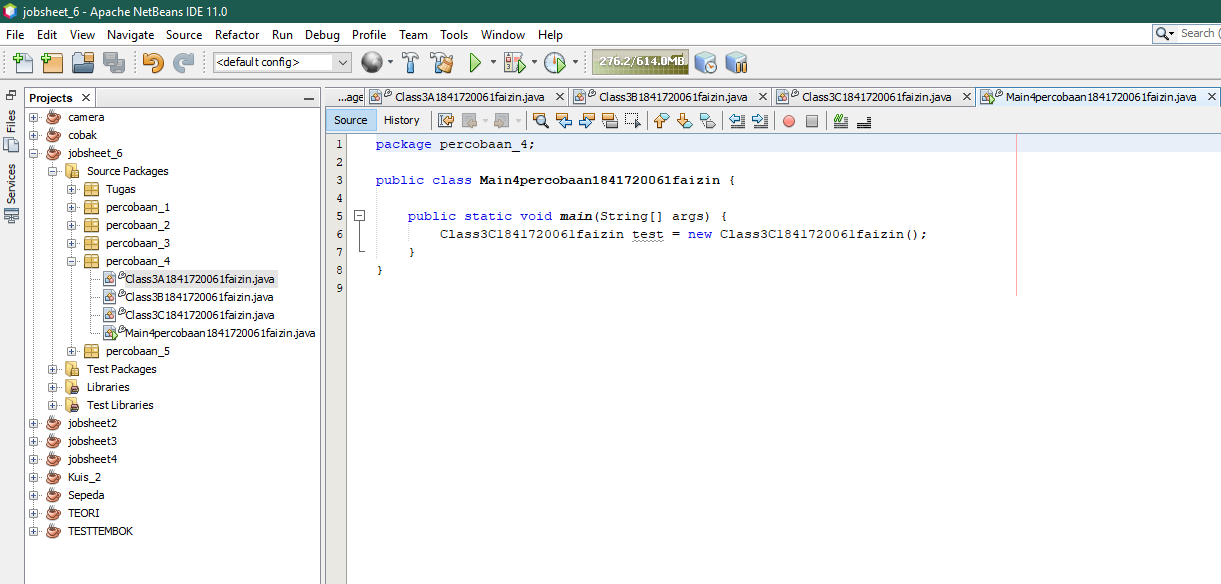 jobsheet_6 - Apache NetBeans IDE 11.0
File Edit View Navigate Source Refactor Run Debug Profile Team Tools Window Help
Search (
<default config>
276.2/614.0MB
Files
Services
Projects
camera
cobak
jobsheet_6
Source Packages
Tugas
percobaan_1
percobaan_2
percobaan_3
percobaan_4
Class3A1841720061faizin.java
Class3B1841720061faizin.java
Class3C1841720061faizin.java
Main4percobaan1841720061faizin.java
percobaan_5
Test Packages
Libraries
Test Libraries
jobsheet2
jobsheet3
jobsheet4
Kuis_2
Sepeda
TEORI
TESTTEMBOK
...age Class3A1841720061faizin.java Class3B1841720061faizin.java Class3C1841720061faizin.java Main4percobaan1841720061faizin.java
Source History
1 package percobaan_4;
2
3 public class Main4percobaan1841720061faizin {
4
5 public static void main(String[] args) {
6 Class3C1841720061faizin test = new Class3C1841720061faizin();
7 }
8 }
9